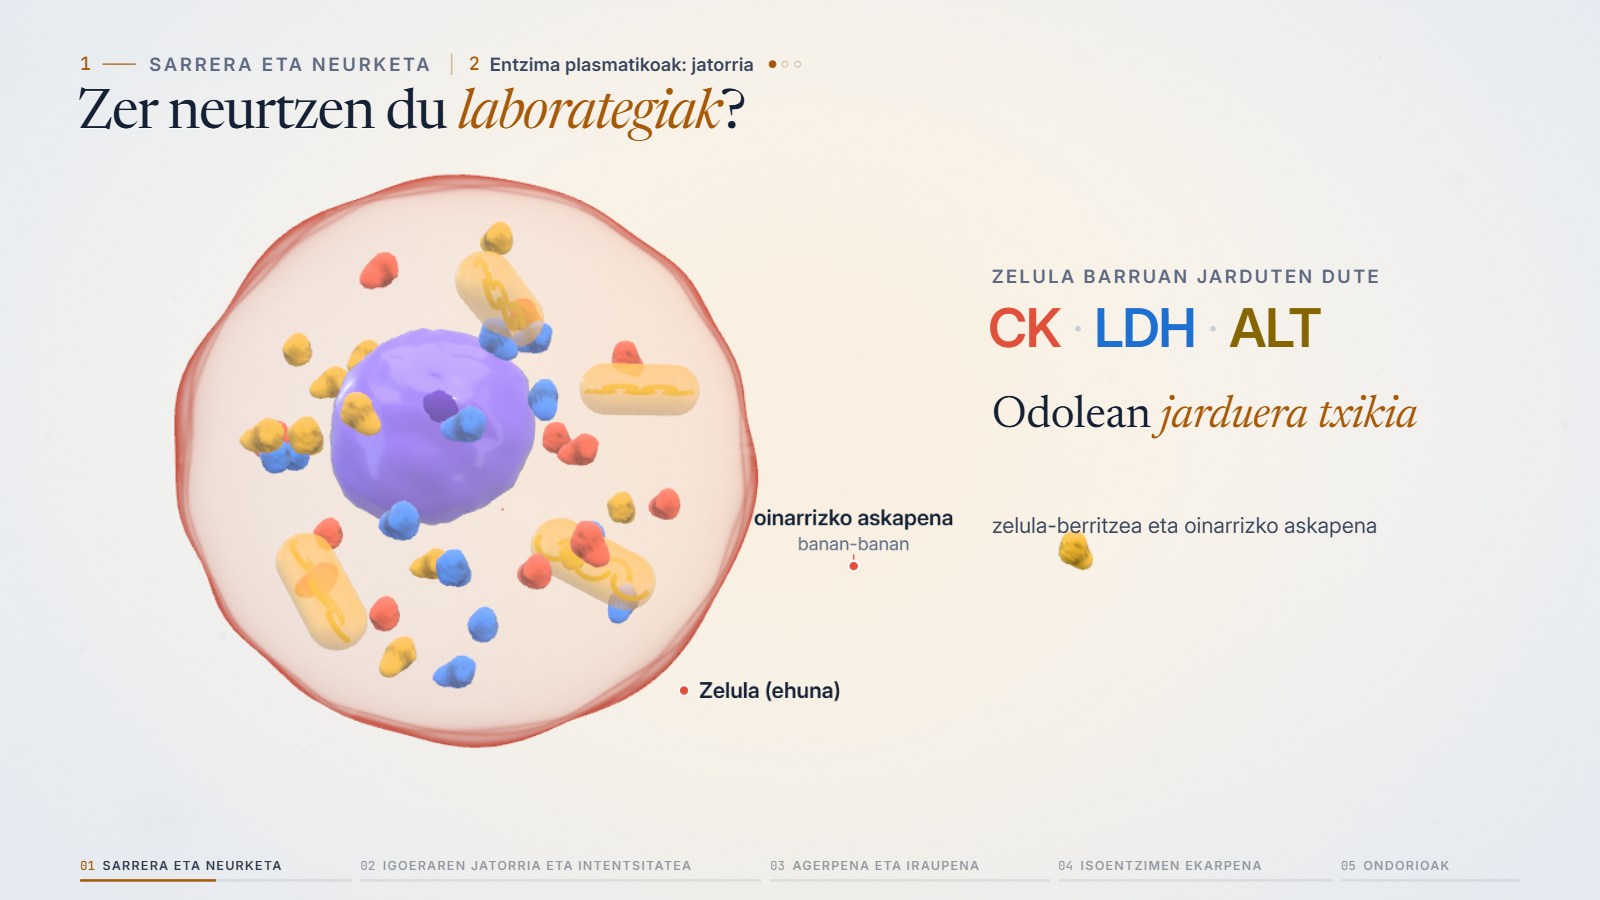 1 — SARRERA ETA NEURKETA | 2 Entzima plasmatikoak: jatorria
Zer neurtzen du laborategiak?
ZELULA BARRUAN JARDUTEN DUTE
CK · LDH · ALT
Odolean jarduera txikia
oinarrizko askapena
banan-banan
zelula-berritzea eta oinarrizko askapena
Zelula (ehuna)
01 SARRERA ETA NEURKETA
02 IGOERAREN JATORRIA ETA INTENTSITATEA
03 AGERPENA ETA IRAUPENA
04 ISOENTZIMEN EKARPENA
05 ONDORIOAK